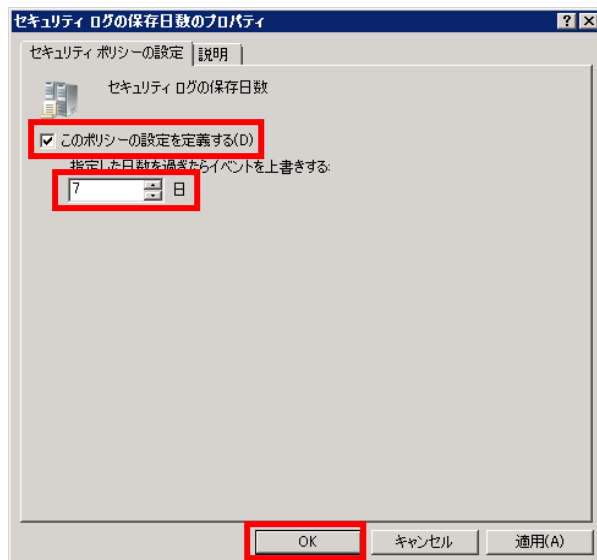 セキュリティ ログの保存日数のプロパティ
セキュリティ ポリシーの設定 説明
セキュリティ ログの保存日数
このポリシーの設定を定義する(D)
指定した日数を過ぎたらイベントを上書きする:
7 日
OK キャンセル 適用(A)